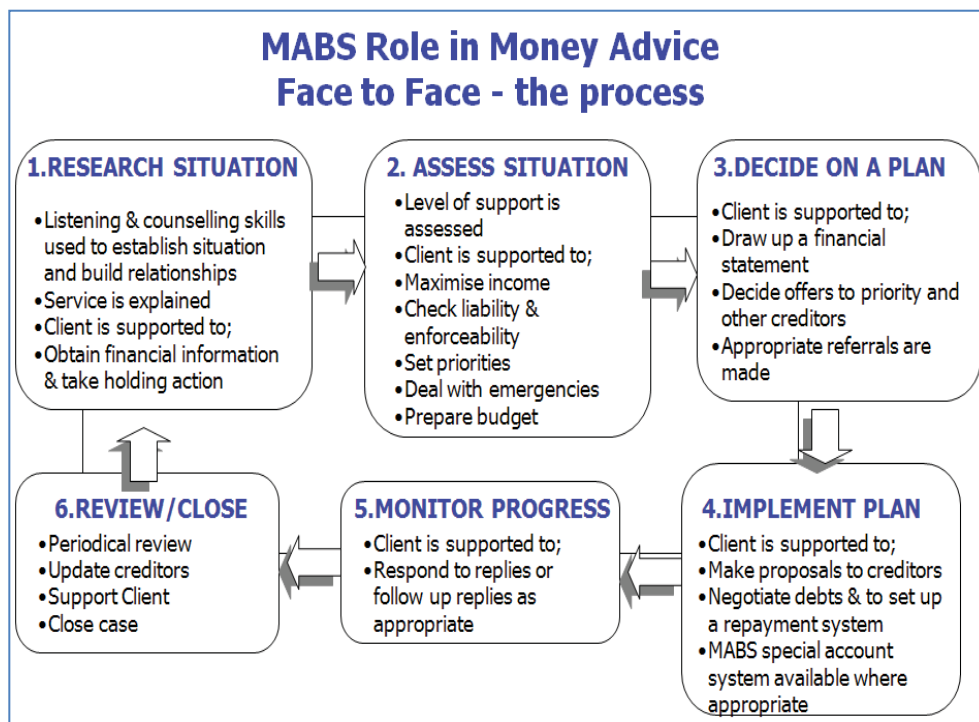 MABS Role in Money Advice
Face to Face - the process
1.RESEARCH SITUATION
•Listening & counselling skills
used to establish situation
and build relationships
•Service is explained
•Client is supported to;
•Obtain financial information
& take holding action
2. ASSESS SITUATION
•Level of support is
assessed
•Client is supported to;
•Maximise income
•Check liability &
enforceability
•Set priorities
•Deal with emergencies
•Prepare budget
3.DECIDE ON A PLAN
•Client is supported to;
•Draw up a financial
statement
•Decide offers to priority and
other creditors
•Appropriate referrals are
made
4.IMPLEMENT PLAN
•Client is supported to;
•Make proposals to creditors
•Negotiate debts & to set up
a repayment system
•MABS special account
system available where
appropriate
5.MONITOR PROGRESS
•Client is supported to;
•Respond to replies or
follow up replies as
appropriate
6.REVIEW/CLOSE
•Periodical review
•Update creditors
•Support Client
•Close case